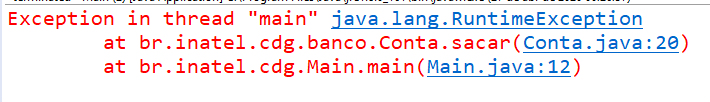 Exception in thread "main" java.lang.RuntimeException
at br.inatel.cdg.banco.Conta.sacar(Conta.java:20)
at br.inatel.cdg.Main.main(Main.java:12)